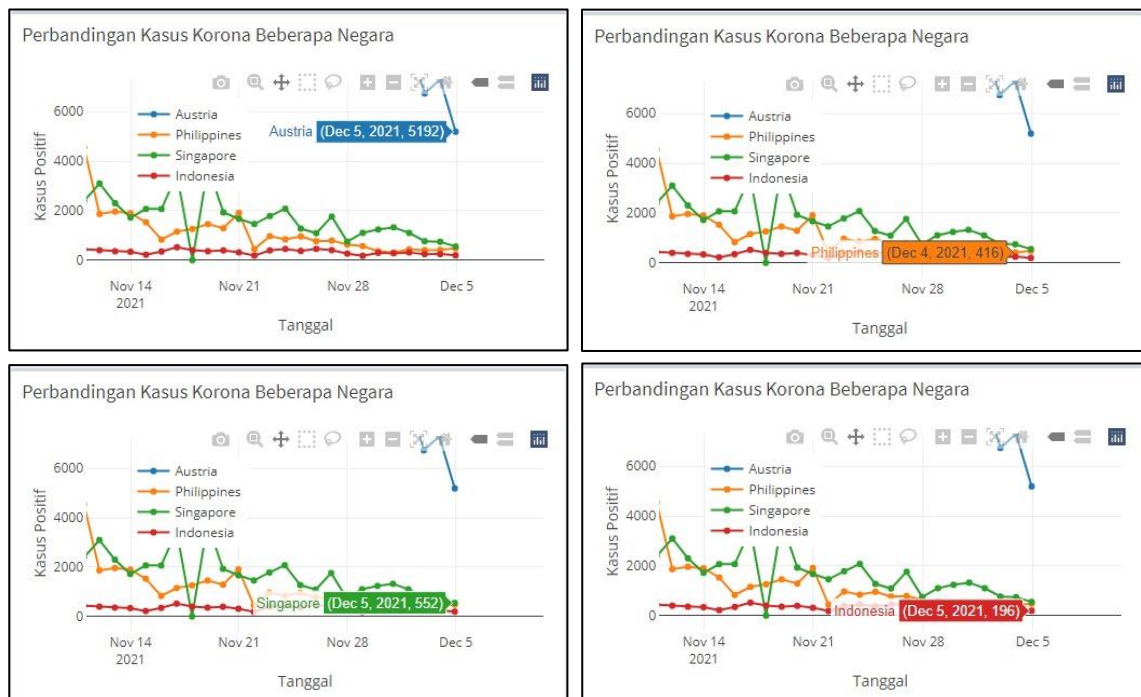 Perbandingan Kasus Korona Beberapa Negara
Kasus Positif
6000
4000
2000
0
Austria
Philippines
Singapore
Indonesia
Austria (Dec 5, 2021, 5192)
Nov 14
2021
Nov 21
Nov 28
Dec 5
Tanggal
Perbandingan Kasus Korona Beberapa Negara
Kasus Positif
6000
4000
2000
0
Austria
Philippines
Singapore
Indonesia
Philippines (Dec 4, 2021, 416)
Nov 14
2021
Nov 21
Nov 28
Dec 5
Tanggal
Perbandingan Kasus Korona Beberapa Negara
Kasus Positif
6000
4000
2000
0
Austria
Philippines
Singapore
Indonesia
Singapore (Dec 5, 2021, 552)
Nov 14
2021
Nov 21
Nov 28
Dec 5
Tanggal
Perbandingan Kasus Korona Beberapa Negara
Kasus Positif
6000
4000
2000
0
Austria
Philippines
Singapore
Indonesia
Indonesia (Dec 5, 2021, 196)
Nov 14
2021
Nov 21
Nov 28
Dec 5
Tanggal